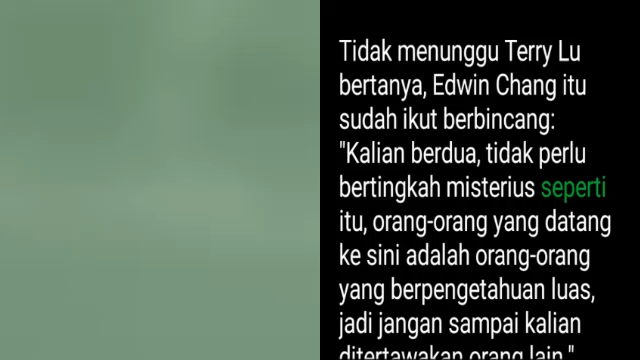 Tidak menunggu Terry Lu
bertanya, Edwin Chang itu
sudah ikut berbincang:
"Kalian berdua, tidak perlu
bertingkah misterius seperti
itu, orang-orang yang datang
ke sini adalah orang-orang
yang berpengetahuan luas,
jadi jangan sampai kalian
ditertawakan orang lain."